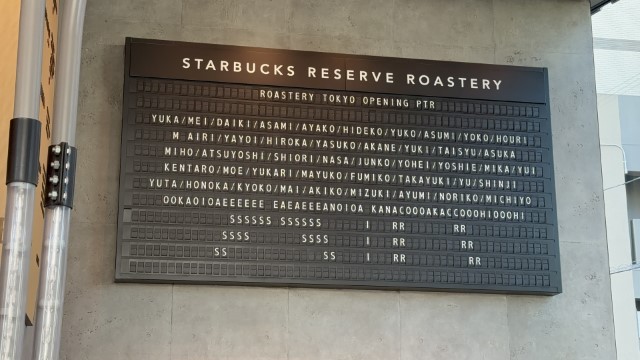 STARBUCKS RESERVE ROASTERY
ROASTERY TOKYO OPENING PTR
YUKA/MEI/DAIKI/ASAMI/AYAKO/HIDEKO/YUKO/ASUMI/YOKO/HOURI
M AIRI/YAYOI/HIROKA/YASUKO/AKANE/YUKI/TAISYU/ASUKA
MIHO/ATSUYOSHI/SHIORI/NASA/JUNKO/YOHEI/YOSHIE/MIKA/YUI
KENTARO/MOE/YUKARI/MAYUKO/FUMIKO/TAKAYUKI/YU/SHINJI
YUTA/HONOKA/KYOKO/MAI/AKIKO/MIZUKI/AYUMI/NORIKO/MICHIYO
SSSSSS SSSSSS I RR RR
SSSS SSSS RR RR
SS SS I RR RR